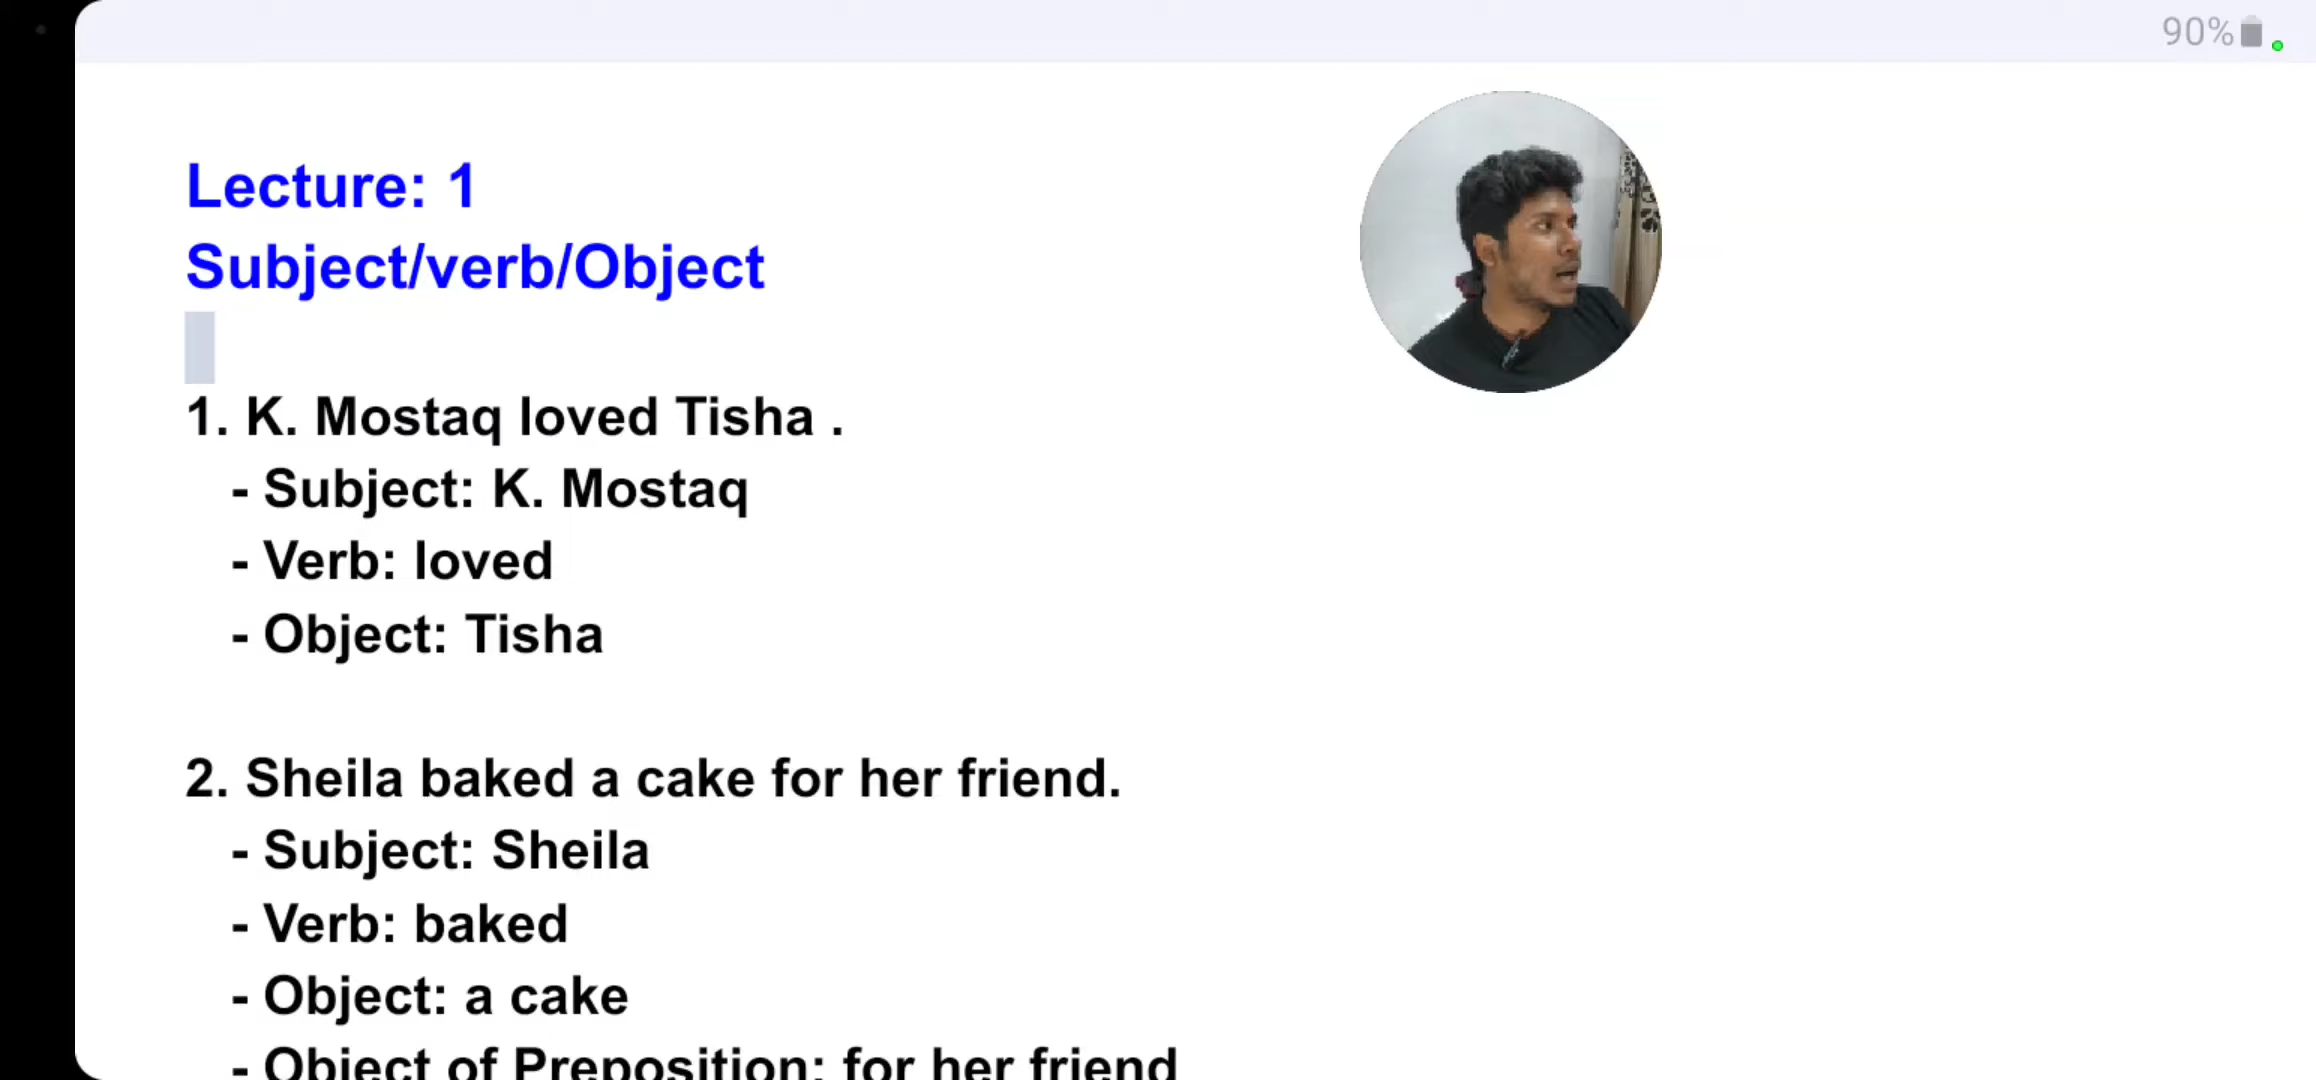 90%
Lecture: 1
Subject/verb/Object
1. K. Mostaq loved Tisha .
- Subject: K. Mostaq
- Verb: loved
- Object: Tisha
2. Sheila baked a cake for her friend.
- Subject: Sheila
- Verb: baked
- Object: a cake
- Object of Preposition: for her friend